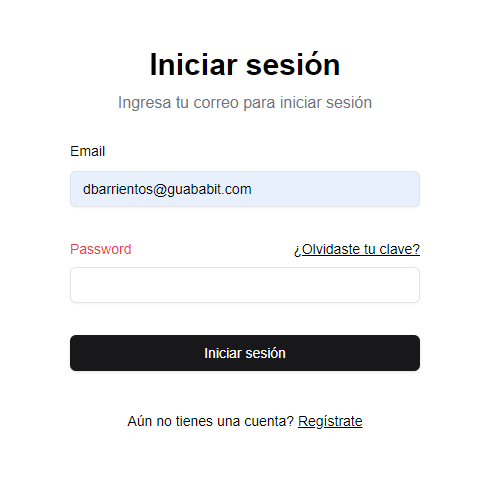 Iniciar sesión
Ingresa tu correo para iniciar sesión
Email
dbarrientos@guababit.com
Password ¿Olvidaste tu clave?
Iniciar sesión
Aún no tienes una cuenta? Regístrate